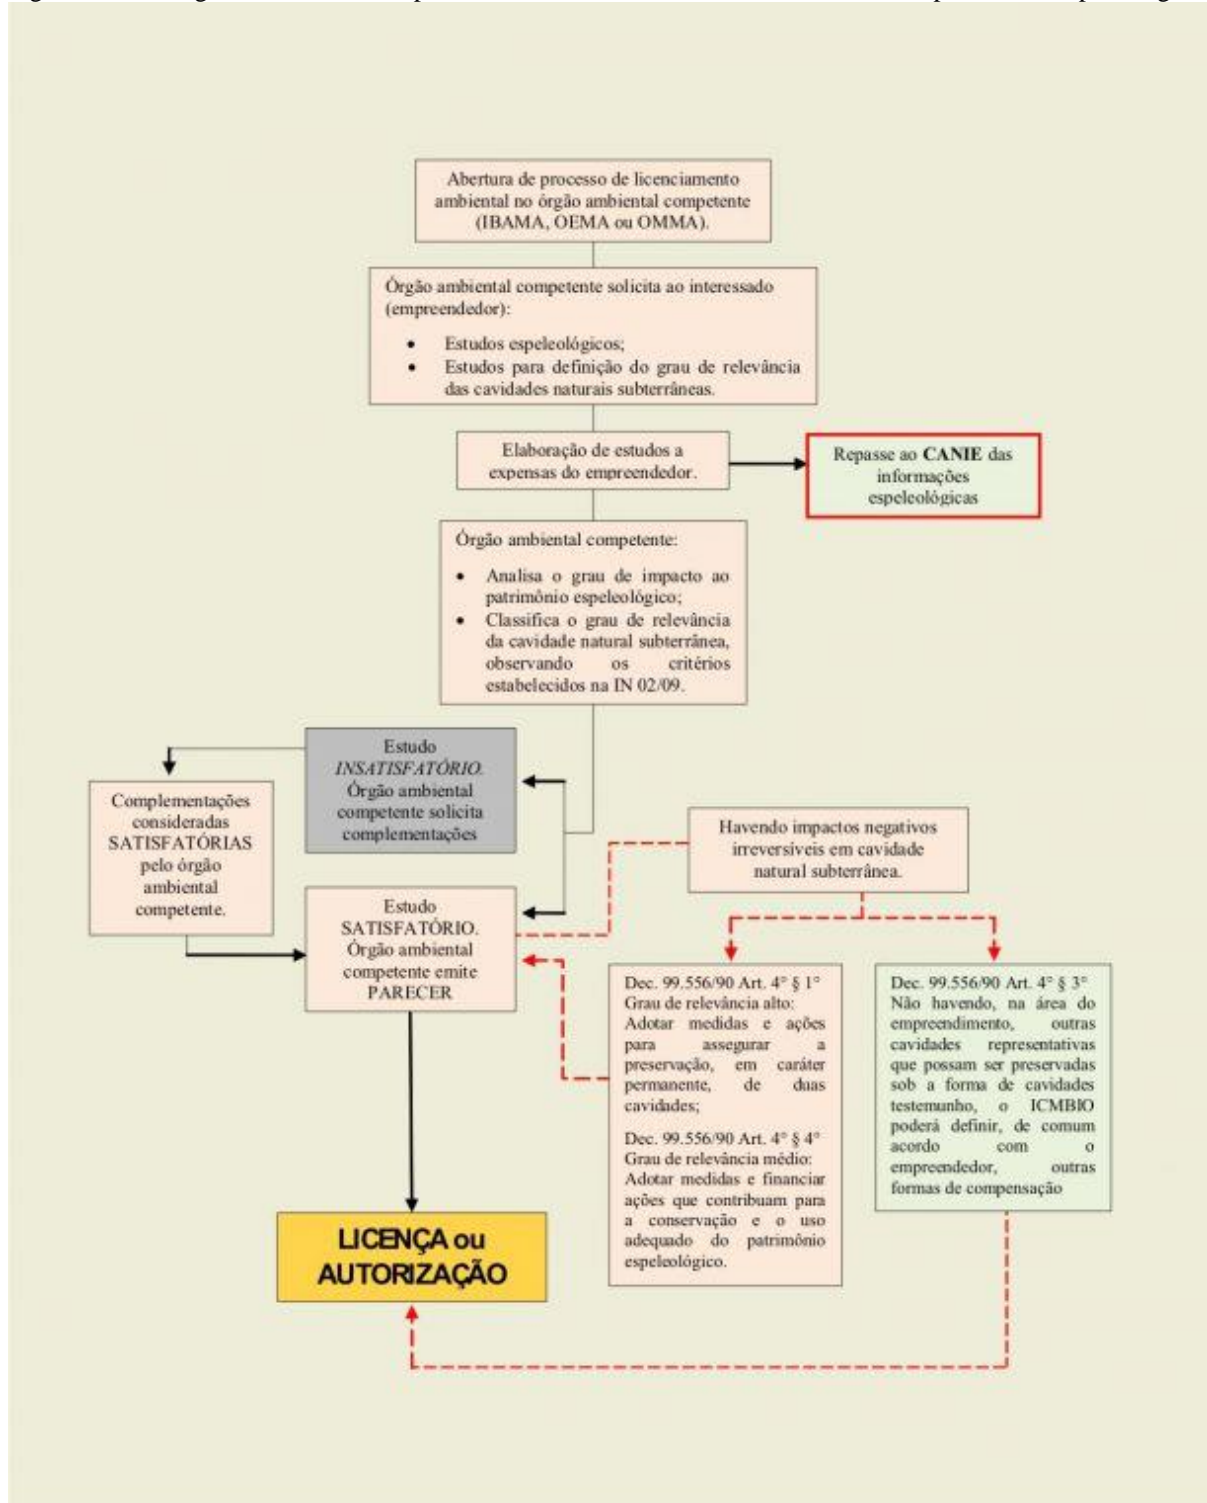 Abertura de processo de licenciamento
ambiental no órgão ambiental competente
(IBAMA, OEMA ou OMMA).
Órgão ambiental competente solicita ao interessado
(empreendedor):
• Estudos espeleológicos;
• Estudos para definição do grau de relevância
das cavidades naturais subterrâneas.
Elaboração de estudos a
expensas do empreendedor.
Repasse ao CANIE das
informações
espeleológicas
Órgão ambiental competente:
• Analisa o grau de impacto ao
patrimônio espeleológico;
• Classifica o grau de relevância
da cavidade natural subterrânea,
observando os critérios
estabelecidos na IN 02/09.
Estudo
INSATISFATÓRIO.
Órgão ambiental
competente solicita
complementações
Complementações
consideradas
SATISFATÓRIAS
pelo órgão
ambiental
competente.
Havendo impactos negativos
irreversíveis em cavidade
natural subterrânea.
Estudo
SATISFATÓRIO.
Órgão ambiental
competente emite
PARECER
Dec. 99.556/90 Art. 4° § 1°
Grau de relevância alto:
Adotar medidas e ações
para assegurar a
preservação, em caráter
permanente, de duas
cavidades;
Dec. 99.556/90 Art. 4° § 4°
Grau de relevância médio:
Adotar medidas e financiar
ações que contribuam para
a conservação e o uso
adequado do patrimônio
espeleológico.
Dec. 99.556/90 Art. 4° § 3°
Não havendo, na área do
empreendimento, outras
cavidades representativas
que possam ser preservadas
sob a forma de cavidades
testemunho, o ICMBIO
poderá definir, de comum
acordo com o
empreendedor, outras
formas de compensação
LICENÇA ou
AUTORIZAÇÃO